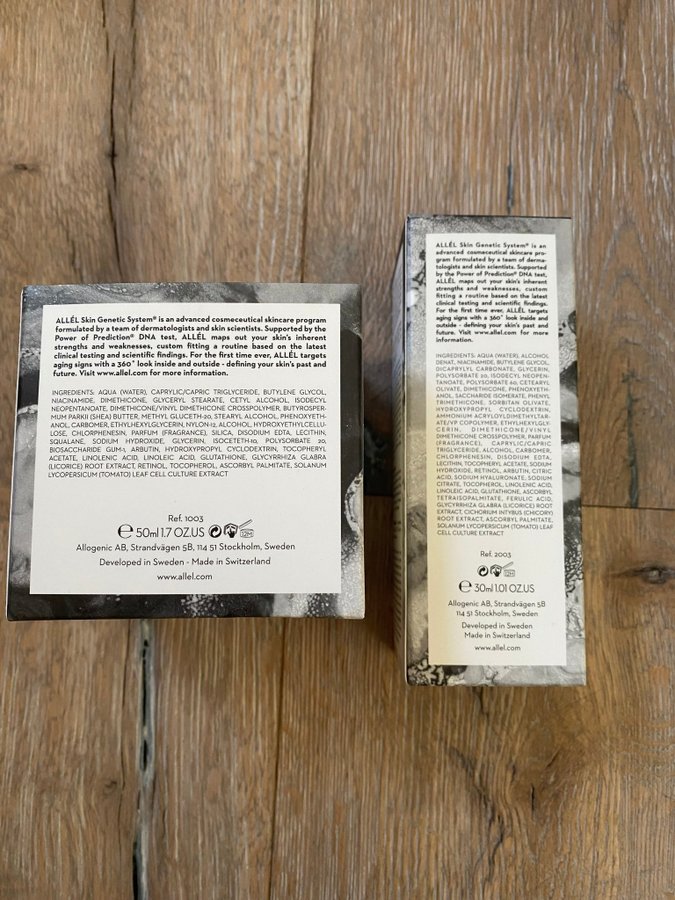 ALLÉL Skin Genetic System® is an advanced cosmeceutical skincare program
formulated by a team of dermatologists and skin scientists. Supported by the
Power of Prediction® DNA test, ALLÉL maps out your skin's inherent
strengths and weaknesses, custom fitting a routine based on the latest
clinical testing and scientific findings. For the first time ever, ALLÉL targets
aging signs with a 360° look inside and outside - defining your skin's past and
future. Visit www.allel.com for more information.
INGREDIENTS: AQUA (WATER), CAPRYLIC/CAPRIC TRIGLYCERIDE, BUTYLENE GLYCOL,
NIACINAMIDE, DIMETHICONE, GLYCERYL STEARATE, CETYL ALCOHOL, ISODECYL
NEOPENTANOATE, DIMETHICONE/VINYL DIMETHICONE CROSSPOLYMER, BUTYROSPER-
MUM PARKII (SHEA) BUTTER, METHYL GLUCETH-20, STEARYL ALCOHOL, PHENOXYETH-
ANOL, CARBOMER, ETHYLHEXYLGLYCERIN, NYLON-12, ALCOHOL, HYDROXYETHYLCELLU-
LOSE, CHLORPHENESIN, PARFUM (FRAGRANCE), SILICA, DISODIUM EDTA, LECITHIN,
SQUALANE, SODIUM HYDROXIDE, GLYCERIN, ISOCETETH-10, POLYSORBATE 20,
BIOSACCHARIDE GUM-1, ARBUTIN, HYDROXYPROPYL CYCLODEXTRIN, TOCOPHERYL
ACETATE, LINOLENIC ACID, LINOLEIC ACID, GLUTATHIONE, GLYCYRRHIZA GLABRA
(LICORICE) ROOT EXTRACT, RETINOL, TOCOPHEROL, ASCORBYL PALMITATE, SOLANUM
LYCOPERSICUM (TOMATO) LEAF CELL CULTURE EXTRACT
Ref. 1003
℮ 50ml 1.7 OZ.US 12M
Allogenic AB, Strandvägen 5B, 114 51 Stockholm, Sweden
Developed in Sweden - Made in Switzerland
www.allel.com
ALLÉL Skin Genetic System® is an
advanced cosmeceutical skincare pro-
gram formulated by a team of derma-
tologists and skin scientists. Supported
by the Power of Prediction® DNA test,
ALLÉL maps out your skin's inherent
strengths and weaknesses, custom
fitting a routine based on the latest
clinical testing and scientific findings.
For the first time ever, ALLÉL targets
aging signs with a 360° look inside and
outside - defining your skin's past and
future. Visit www.allel.com for more
information.
INGREDIENTS: AQUA (WATER), ALCOHOL
DENAT, NIACINAMIDE, BUTYLENE GLYCOL,
DICAPRYLYL CARBONATE, GLYCERIN,
POLYSORBATE 20, ISODECYL NEOPEN-
TANOATE, POLYSORBATE 60, CETEARYL
OLIVATE, DIMETHICONE, PHENOXYETH-
ANOL, SACCHARIDE ISOMERATE, PHENYL
TRIMETHICONE, SORBITAN OLIVATE,
HYDROXYPROPYL CYCLODEXTRIN,
AMMONIUM ACRYLOYLDIMETHYLTAUR-
ATE/VP COPOLYMER, ETHYLHEXYLGLY-
CERIN, DIMETHICONE/VINYL
DIMETHICONE CROSSPOLYMER, PARFUM
(FRAGRANCE), CAPRYLIC/CAPRIC
TRIGLYCERIDE, ALCOHOL, CARBOMER,
CHLORPHENESIN, DISODIUM EDTA,
LECITHIN, TOCOPHERYL ACETATE, SODIUM
HYDROXIDE, RETINOL, ARBUTIN, CITRIC
ACID, SODIUM HYALURONATE, SODIUM
CITRATE, TOCOPHEROL, LINOLENIC ACID,
LINOLEIC ACID, GLUTATHIONE, ASCORBYL
TETRAISOPALMITATE, FERULIC ACID,
GLYCYRRHIZA GLABRA (LICORICE) ROOT
EXTRACT, CICHORIUM INTYBUS (CHICORY)
ROOT EXTRACT, ASCORBYL PALMITATE,
SOLANUM LYCOPERSICUM (TOMATO) LEAF
CELL CULTURE EXTRACT
Ref. 2003
12M
℮ 30ml 1.01 OZ.US
Allogenic AB, Strandvägen 5B
114 51 Stockholm, Sweden
Developed in Sweden
Made in Switzerland
www.allel.com